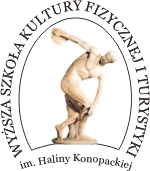 WYŻSZA SZKOŁA KULTURY FIZYCZNEJ I TURYSTYKI
im. Haliny Konopackiej